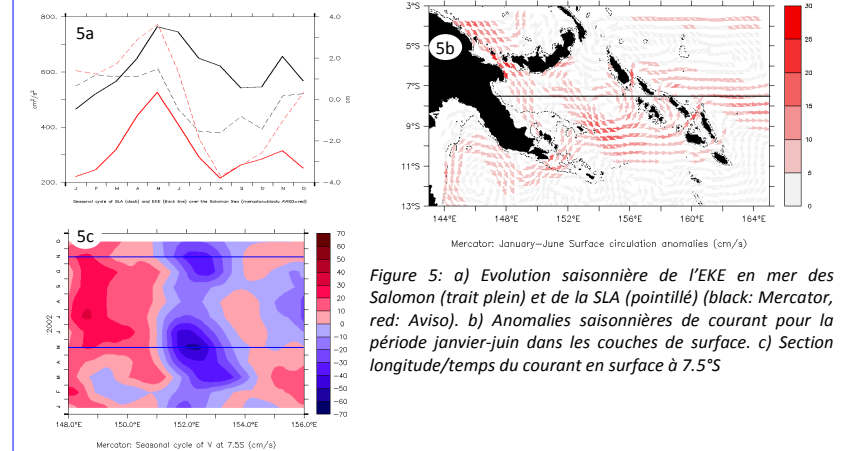 5a
800.
600.
400.
200.
cm²/s²
4.0
2.0
0.0
−2.0
−4.0
cm
J F M A M J J A S O N D
Seasonal cycle of SLA (dash) and EKE (thick line) over the Solomon Sea (mercator=black; AVISO=red)
5b
3°S
5°S
7°S
9°S
11°S
13°S
144°E 148°E 152°E 156°E 160°E 164°E
30
26
20
15
10
5
0
Mercator: January−June Surface circulation anomalies (cm/s)
5c
D
N
O
S
A
J
J
M
A
M
F
J
2002
148.0°E 150.0°E 152.0°E 154.0°E 156.0°E
70
60
50
40
30
20
10
0
−10
−20
−30
−40
−50
−60
−70
Mercator: Seasonal cycle of V at 7.5S (cm/s)
Figure 5: a) Evolution saisonnière de l’EKE en mer des
Salomon (trait plein) et de la SLA (pointillé) (black: Mercator,
red: Aviso). b) Anomalies saisonnières de courant pour la
période janvier-juin dans les couches de surface. c) Section
longitude/temps du courant en surface à 7.5°S